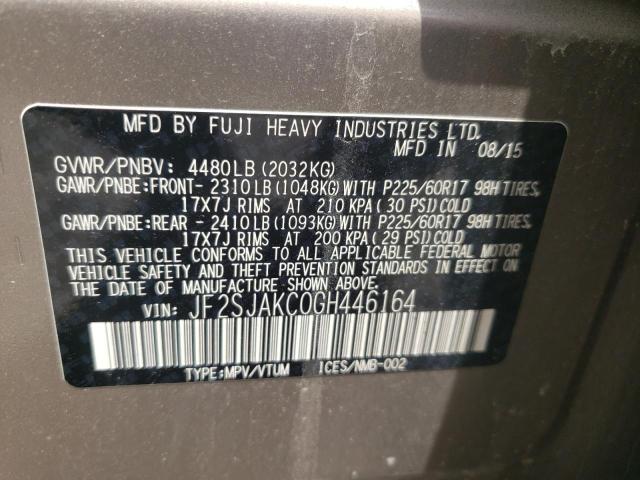 MFD BY FUJI HEAVY INDUSTRIES LTD.
MFD IN 08/15
GVWR/PNBV: 4480LB(2032KG)
GAWR/PNBE:FRONT- 2310LB(1048KG)WITH P225/60R17 98H TIRES,
17X7J RIMS AT 210 KPA( 30 PSI)COLD
GAWR/PNBE:REAR - 2410LB(1093KG)WITH P225/60R17 98H TIRES,
17X7J RIMS AT 200 KPA( 29 PSI)COLD
THIS VEHICLE CONFORMS TO ALL APPLICABLE FEDERAL MOTOR
VEHICLE SAFETY AND THEFT PREVENTION STANDARDS IN EFFECT ON
THE DATE OF MANUFACTURE SHOWN ABOVE.
VIN: JF2SJAKC0GH446164
TYPE:MPV/VTUM ICES/NMB-002